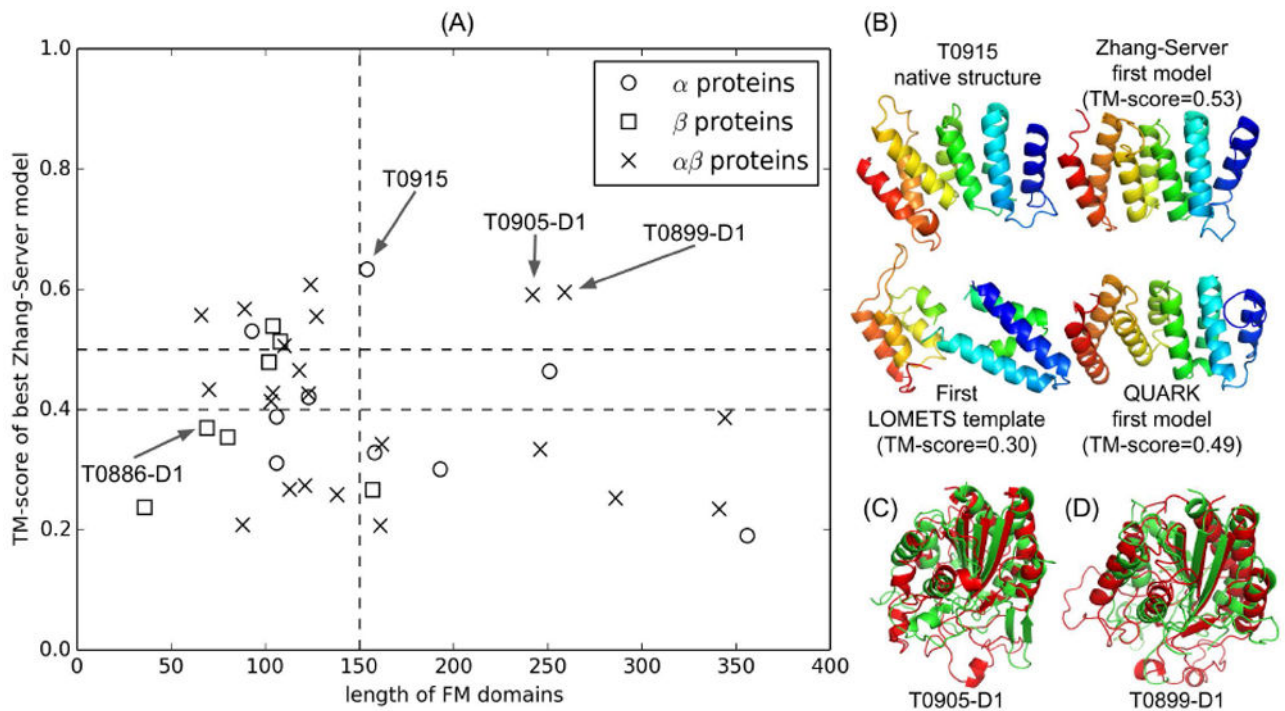 (A)
TM-score of best Zhang-Server model
1.0
0.8
0.6
0.4
0.2
0.0
0
50
100
150
200
250
300
350
400
length of FM domains
α proteins
β proteins
αβ proteins
T0915
T0905-D1
T0899-D1
T0886-D1
(B)
T0915
native structure
Zhang-Server
first model
(TM-score=0.53)
First
LOMETS template
(TM-score=0.30)
QUARK
first model
(TM-score=0.49)
(C)
T0905-D1
(D)
T0899-D1